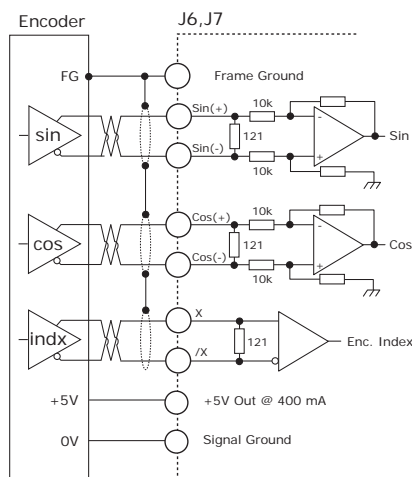 Encoder
J6,J7
FG
Frame Ground
sin
Sin(+)
10k
-
121
Sin
Sin(-)
+
10k
cos
Cos(+)
10k
-
121
Cos
Cos(-)
+
10k
indx
X
121
Enc. Index
/X
+5V
+5V Out @ 400 mA
0V
Signal Ground